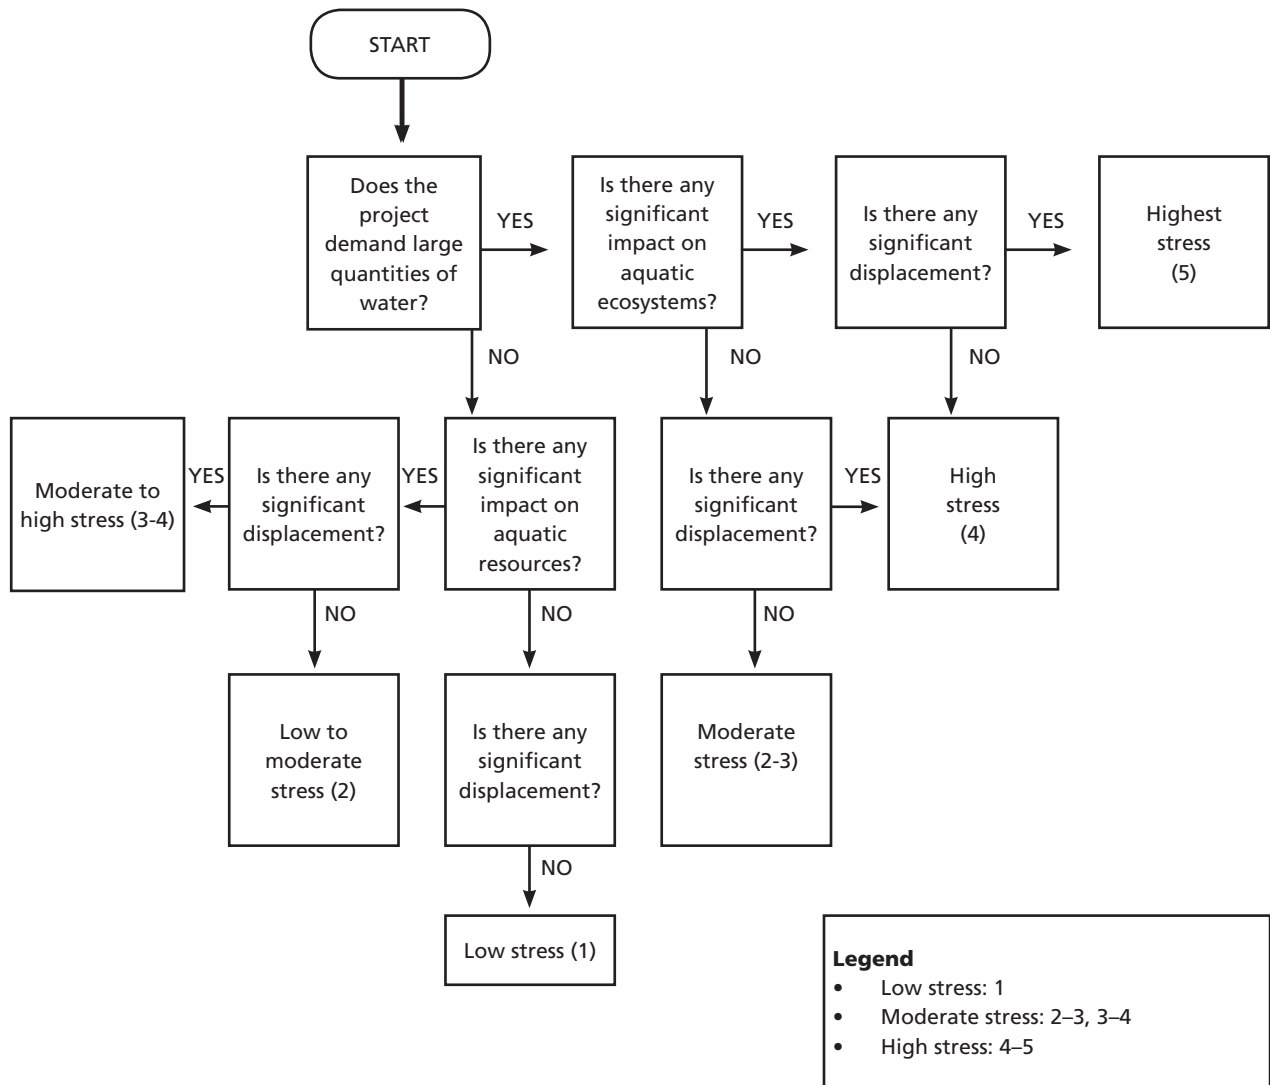 START
Does the
project
demand large
quantities of
water?
YES
Is there any
significant
impact on
aquatic
ecosystems?
YES
Is there any
significant
displacement?
YES
Highest
stress
(5)
NO
NO
NO
Moderate to
high stress (3-4)
YES
Is there any
significant
displacement?
YES
Is there any
significant
impact on
aquatic
resources?
Is there any
significant
displacement?
YES
High
stress
(4)
NO
NO
NO
Low to
moderate
stress (2)
Is there any
significant
displacement?
Moderate
stress (2-3)
NO
Low stress (1)
Legend
• Low stress: 1
• Moderate stress: 2–3, 3–4
• High stress: 4–5